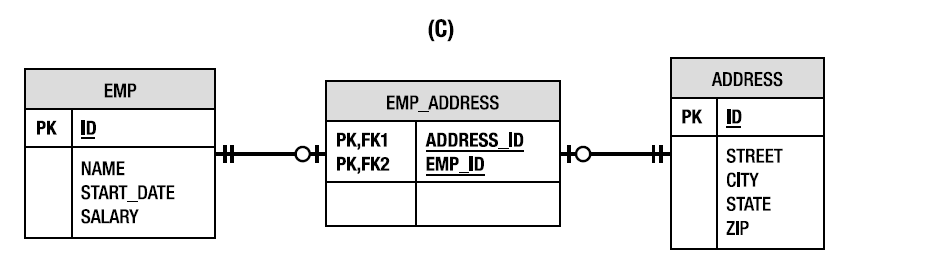 (C)
EMP
PK ID
NAME
START_DATE
SALARY
EMP_ADDRESS
PK,FK1 ADDRESS_ID
PK,FK2 EMP_ID
ADDRESS
PK ID
STREET
CITY
STATE
ZIP